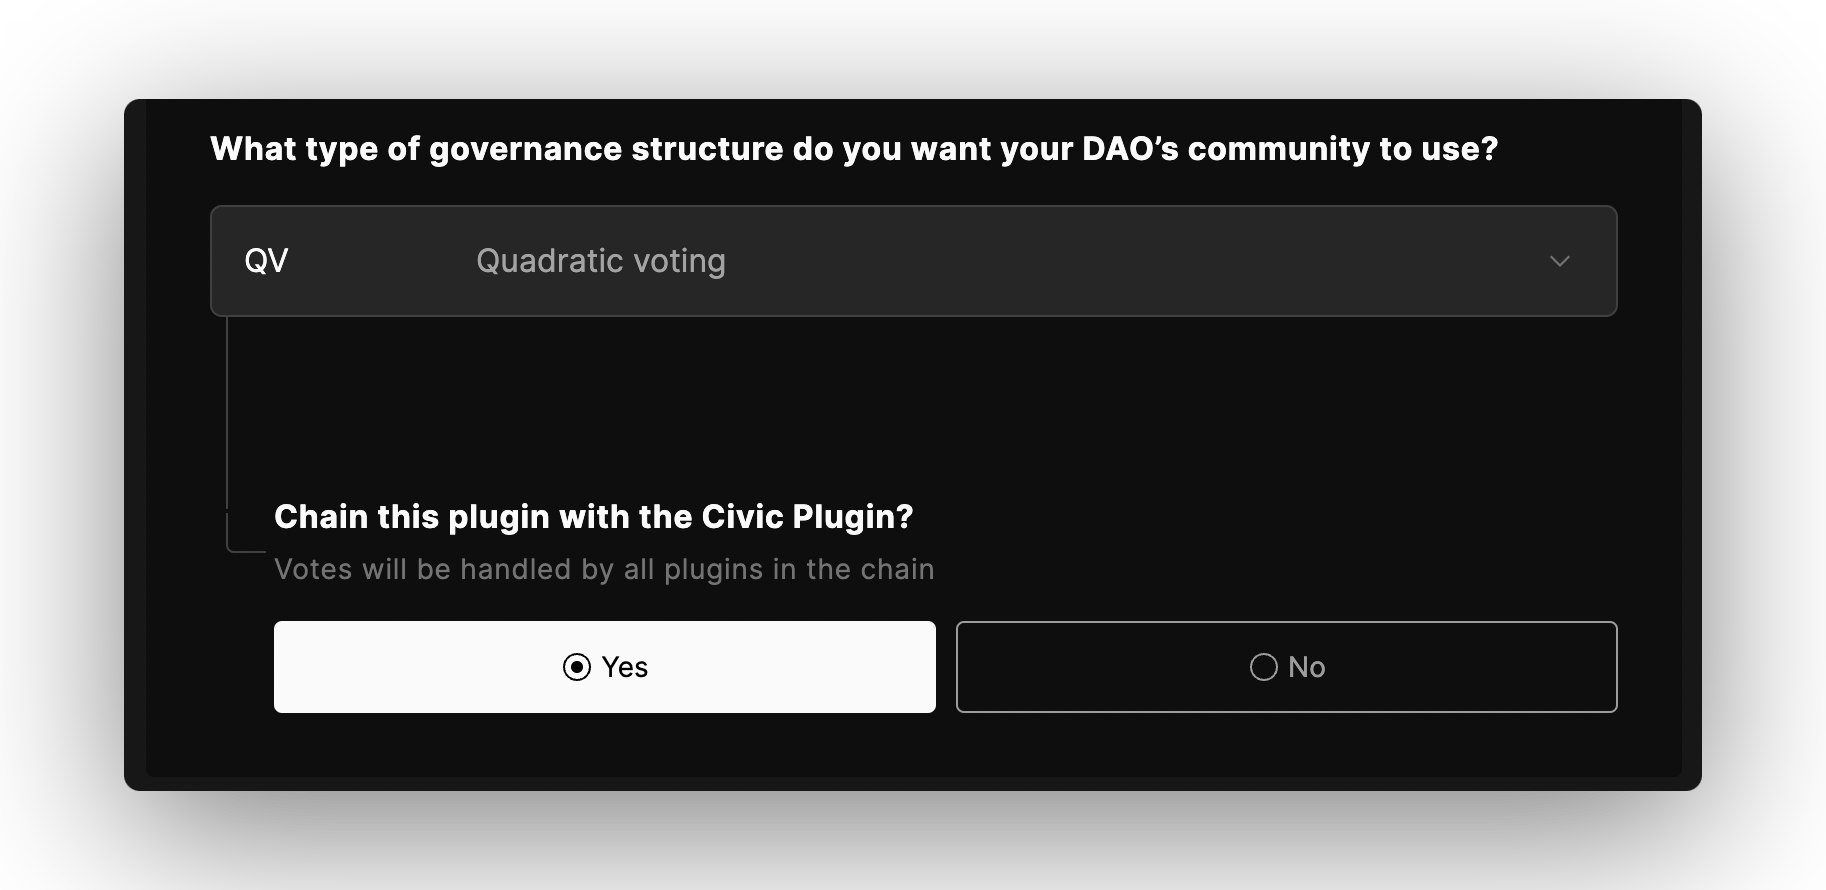 What type of governance structure do you want your DAO’s community to use?
QV Quadratic voting
Chain this plugin with the Civic Plugin?
Votes will be handled by all plugins in the chain
Yes No